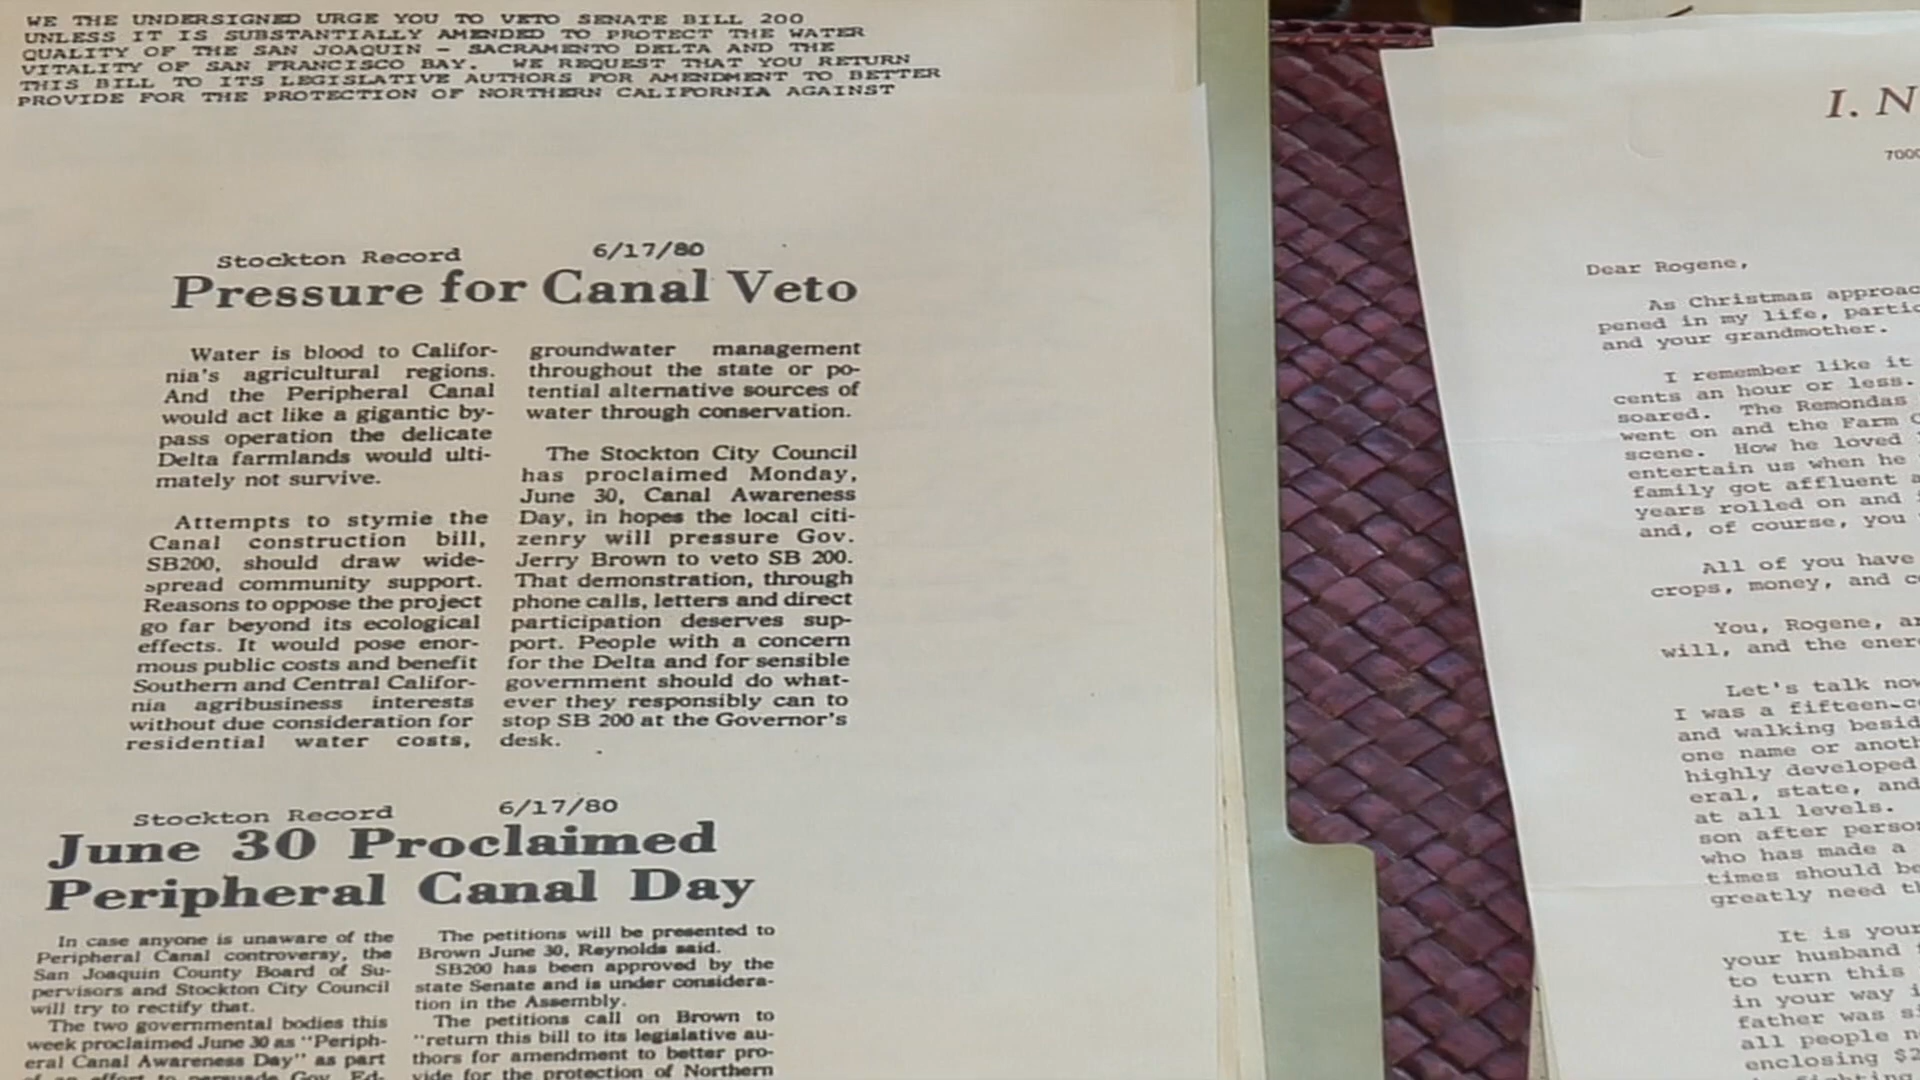 WE THE UNDERSIGNED URGE YOU TO VETO SENATE BILL 200
UNLESS IT IS SUBSTANTIALLY AMENDED TO PROTECT THE WATER
QUALITY OF THE SAN JOAQUIN - SACRAMENTO DELTA AND THE
VITALITY OF SAN FRANCISCO BAY. WE REQUEST THAT YOU RETURN
THIS BILL TO ITS LEGISLATIVE AUTHORS FOR AMENDMENT TO BETTER
PROVIDE FOR THE PROTECTION OF NORTHERN CALIFORNIA AGAINST
Stockton Record 6/17/80
Pressure for Canal Veto
Water is blood to Califor-
nia's agricultural regions.
And the Peripheral Canal
would act like a gigantic by-
pass operation the delicate
Delta farmlands would ulti-
mately not survive.
Attempts to stymie the
Canal construction bill,
SB200, should draw wide-
spread community support.
Reasons to oppose the project
go far beyond its ecological
effects. It would pose enor-
mous public costs and benefit
Southern and Central Califor-
nia agribusiness interests
without due consideration for
residential water costs,
groundwater management
throughout the state or po-
tential alternative sources of
water through conservation.
The Stockton City Council
has proclaimed Monday,
June 30, Canal Awareness
Day, in hopes the local citi-
zenry will pressure Gov.
Jerry Brown to veto SB 200.
That demonstration, through
phone calls, letters and direct
participation deserves sup-
port. People with a concern
for the Delta and for sensible
government should do what-
ever they responsibly can to
stop SB 200 at the Governor's
desk.
Stockton Record 6/17/80
June 30 Proclaimed
Peripheral Canal Day
In case anyone is unaware of the
Peripheral Canal controversy, the
San Joaquin County Board of Su-
pervisors and Stockton City Council
will try to rectify that.
The two governmental bodies this
week proclaimed June 30 as "Periph-
eral Canal Awareness Day" as part
of an effort to persuade Gov. Ed-
The petitions will be presented to
Brown June 30, Reynolds said.
SB200 has been approved by the
state Senate and is under considera-
tion in the Assembly.
The petitions call on Brown to
"return this bill to its legislative au-
thors for amendment to better pro-
vide for the protection of Northern
I. N
7000
Dear Rogene,
As Christmas approac
pened in my life, partic
and your grandmother.
I remember like it
cents an hour or less.
soared. The Remondas
went on and the Farm
scene. How he loved
entertain us when he
family got affluent
years rolled on and
and, of course, you
All of you have
crops, money, and
You, Rogene,
will, and the ener
Let's talk now
I was a fifteen-c
and walking besid
one name or anoth
highly developed
eral, state, and
at all levels.
son after person
who has made a
times should be
greatly need th
It is your
your husband
to turn this
in your way i
father was si
all people n
enclosing $2